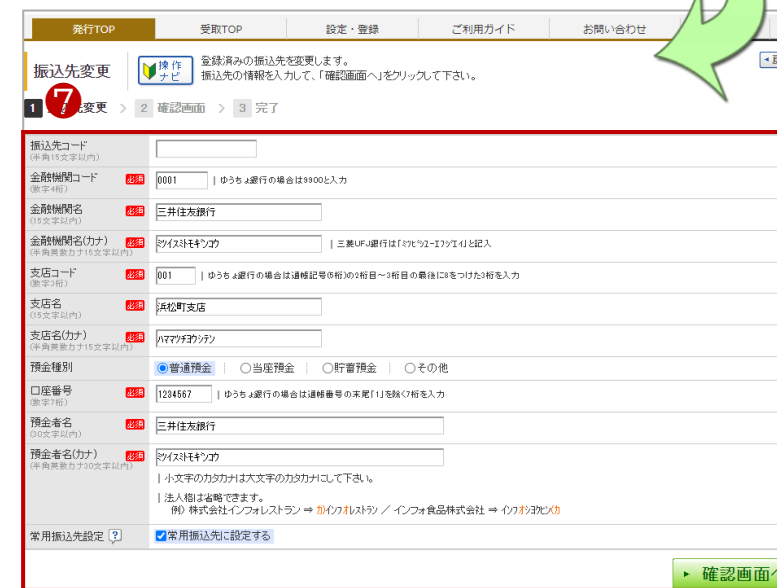 発行TOP 受取TOP 設定・登録 ご利用ガイド お問い合わせ
振込先変更
操作ナビ
登録済みの振込先を変更します。
振込先の情報を入力して、「確認画面へ」をクリックして下さい。
1 変更 > 2 確認画面 > 3 完了
7
振込先コード
(半角15文字以内)
金融機関コード 必須 0001 | ゆうちょ銀行の場合は9900と入力
(数字4桁)
金融機関名 必須 三井住友銀行
(15文字以内)
金融機関名(カナ) 必須 ﾐﾂｲｽﾐﾄﾓｷﾞﾝｺｳ | 三菱UFJ銀行は「ﾐﾂﾋﾞｼﾕ-ｴﾌｼﾞｴｲ」と記入
(半角英数カナ15文字以内)
支店コード 必須 001 | ゆうちょ銀行の場合は通帳記号(5桁)の2桁目～3桁目の最後に8をつけた3桁を入力
(数字3桁)
支店名 必須 浜松町支店
(15文字以内)
支店名(カナ) 必須 ﾊﾏﾏﾂﾁﾖｳｼﾃﾝ
(半角英数カナ15文字以内)
預金種別 普通預金 | 当座預金 | 貯蓄預金 | その他
口座番号 必須 1234567 | ゆうちょ銀行の場合は通帳番号の末尾「1」を除く7桁を入力
(数字7桁)
預金者名 必須 三井住友銀行
(30文字以内)
預金者名(カナ) 必須 ﾐﾂｲｽﾐﾄﾓｷﾞﾝｺｳ
(半角英数カナ30文字以内)
| 小文字のカタカナは大文字のカタカナにして下さい。
| 法人格は省略できます。
例) 株式会社インフォレストラン ⇒ ｶ)ｲﾝﾌｵﾚｽﾄﾗﾝ ／ インフォ食品株式会社 ⇒ ｲﾝﾌｵｼﾖｸﾋﾝ(ｶ
常用振込先設定 ? 常用振込先に設定する
確認画面へ